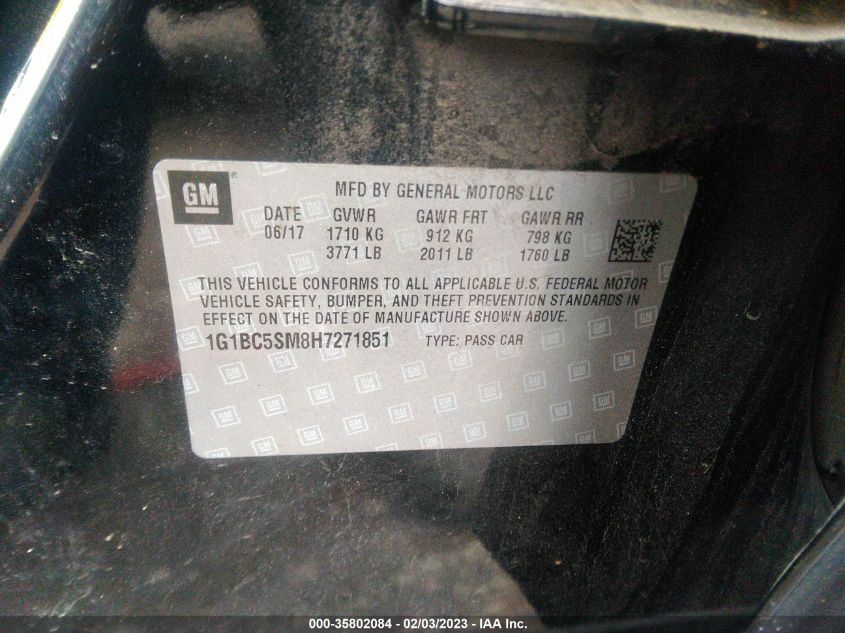 GM
MFD BY GENERAL MOTORS LLC
DATE GVWR GAWR FRT GAWR RR
06/17 1710 KG 912 KG 798 KG
3771 LB 2011 LB 1760 LB
THIS VEHICLE CONFORMS TO ALL APPLICABLE U.S. FEDERAL MOTOR
VEHICLE SAFETY, BUMPER, AND THEFT PREVENTION STANDARDS IN
EFFECT ON THE DATE OF MANUFACTURE SHOWN ABOVE.
1G1BC5SM8H7271851 TYPE: PASS CAR
000-35802084 - 02/03/2023 - IAA Inc.